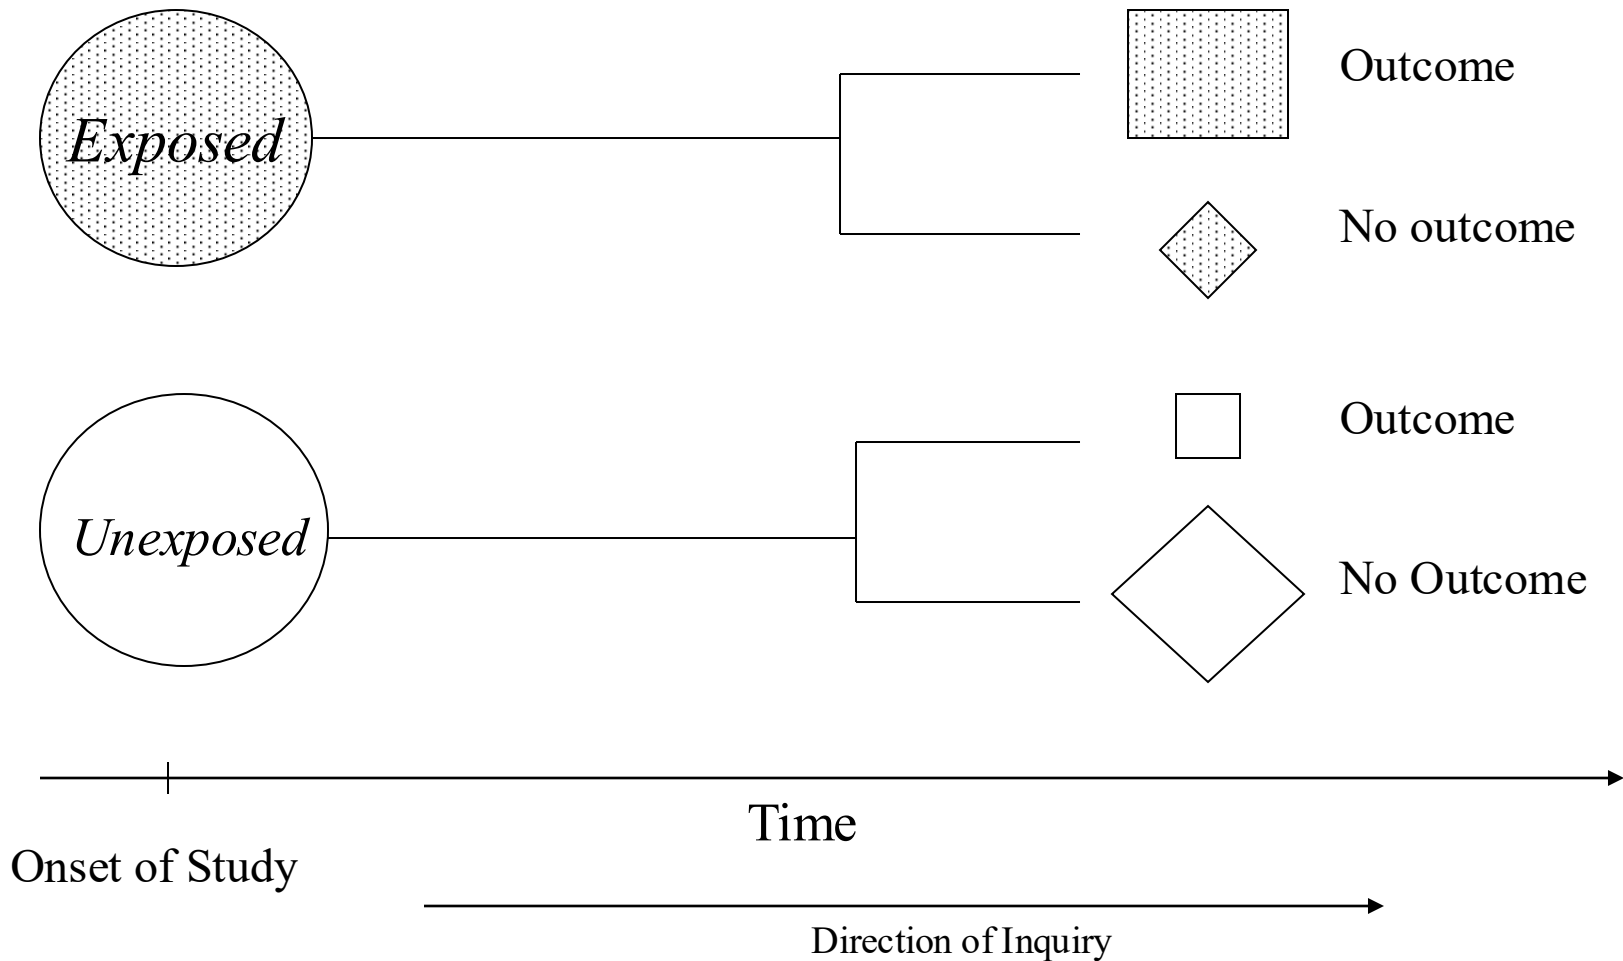 Outcome
Exposed
No outcome
Outcome
Unexposed
No Outcome
Time
Onset of Study
Direction of Inquiry